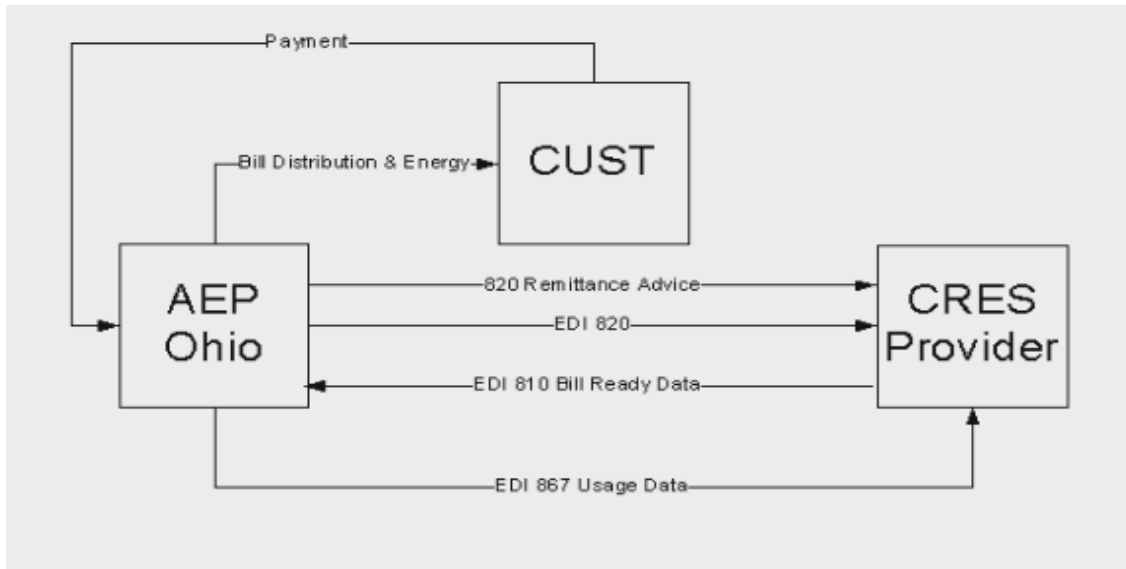 Payment
CUST
Bill Distribution & Energy
AEP
Ohio
820 Remittance Advice
EDI 820
EDI 810 Bill Ready Data
CRES
Provider
EDI 867 Usage Data